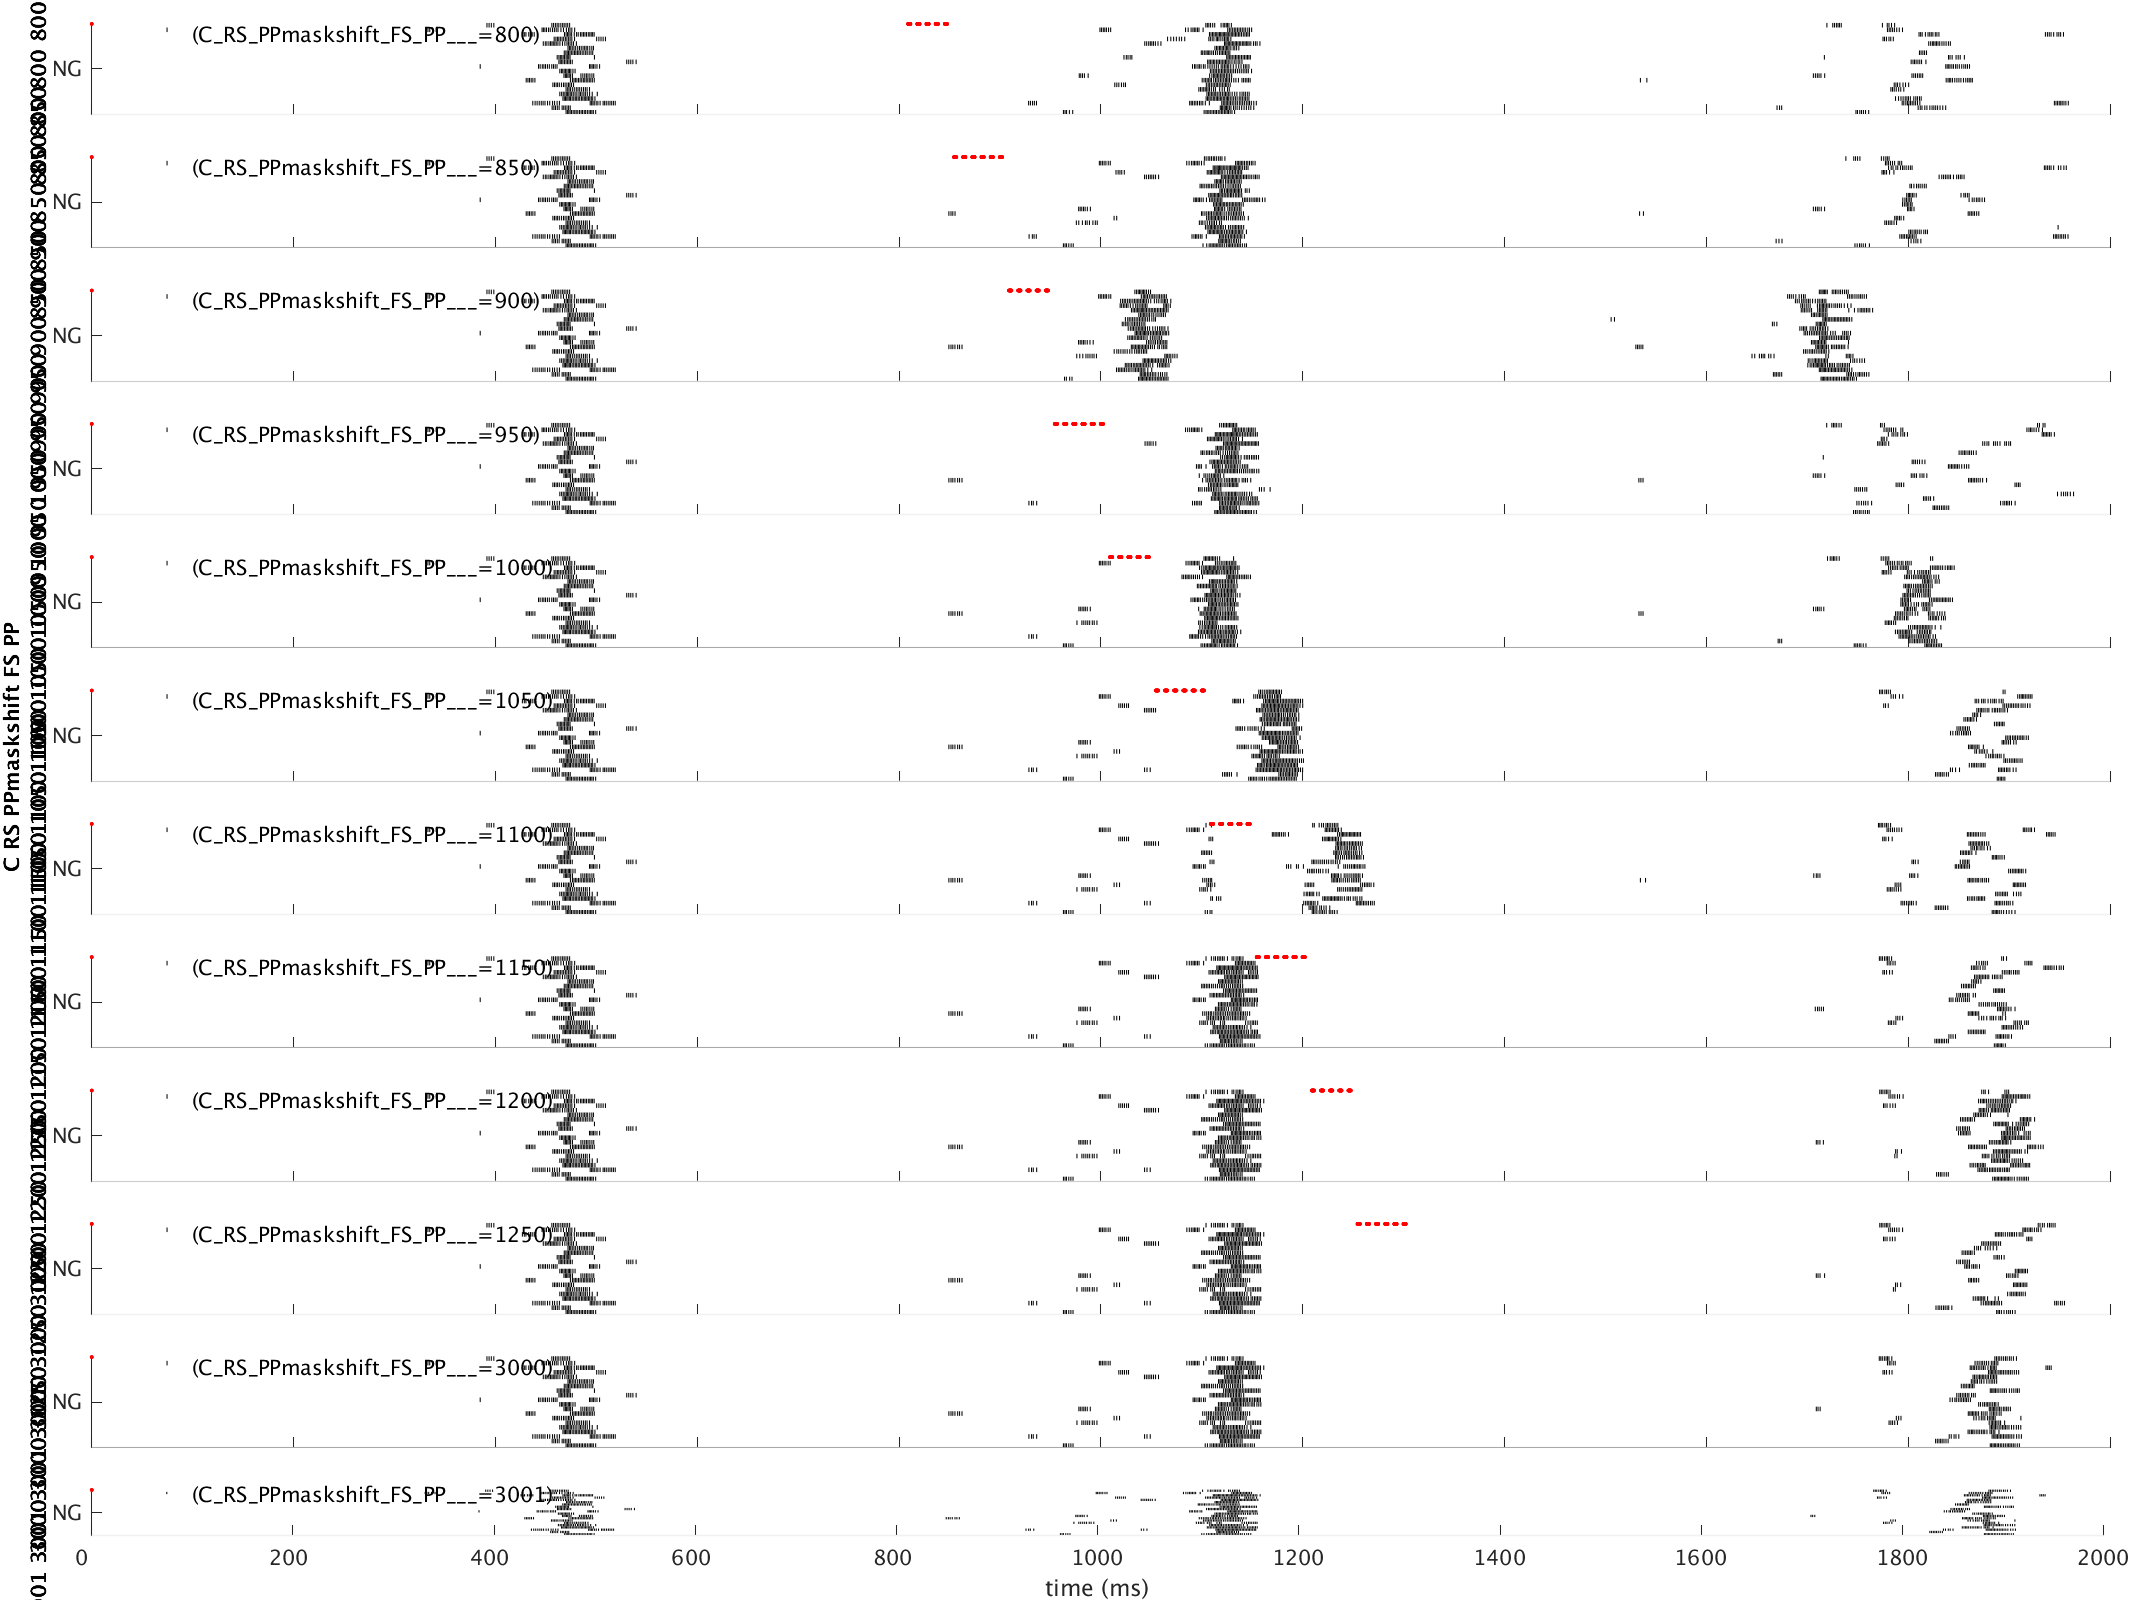 C RS PPmaskshift FS PP
(C_RS_PPmaskshift_FS_PP___=800)
NG
(C_RS_PPmaskshift_FS_PP___=850)
NG
(C_RS_PPmaskshift_FS_PP___=900)
NG
(C_RS_PPmaskshift_FS_PP___=950)
NG
(C_RS_PPmaskshift_FS_PP___=1000)
NG
(C_RS_PPmaskshift_FS_PP___=1050)
NG
(C_RS_PPmaskshift_FS_PP___=1100)
NG
(C_RS_PPmaskshift_FS_PP___=1150)
NG
(C_RS_PPmaskshift_FS_PP___=1200)
NG
(C_RS_PPmaskshift_FS_PP___=1250)
NG
(C_RS_PPmaskshift_FS_PP___=3000)
NG
(C_RS_PPmaskshift_FS_PP___=3001)
NG
0 200 400 600 800 1000 1200 1400 1600 1800 2000
time (ms)